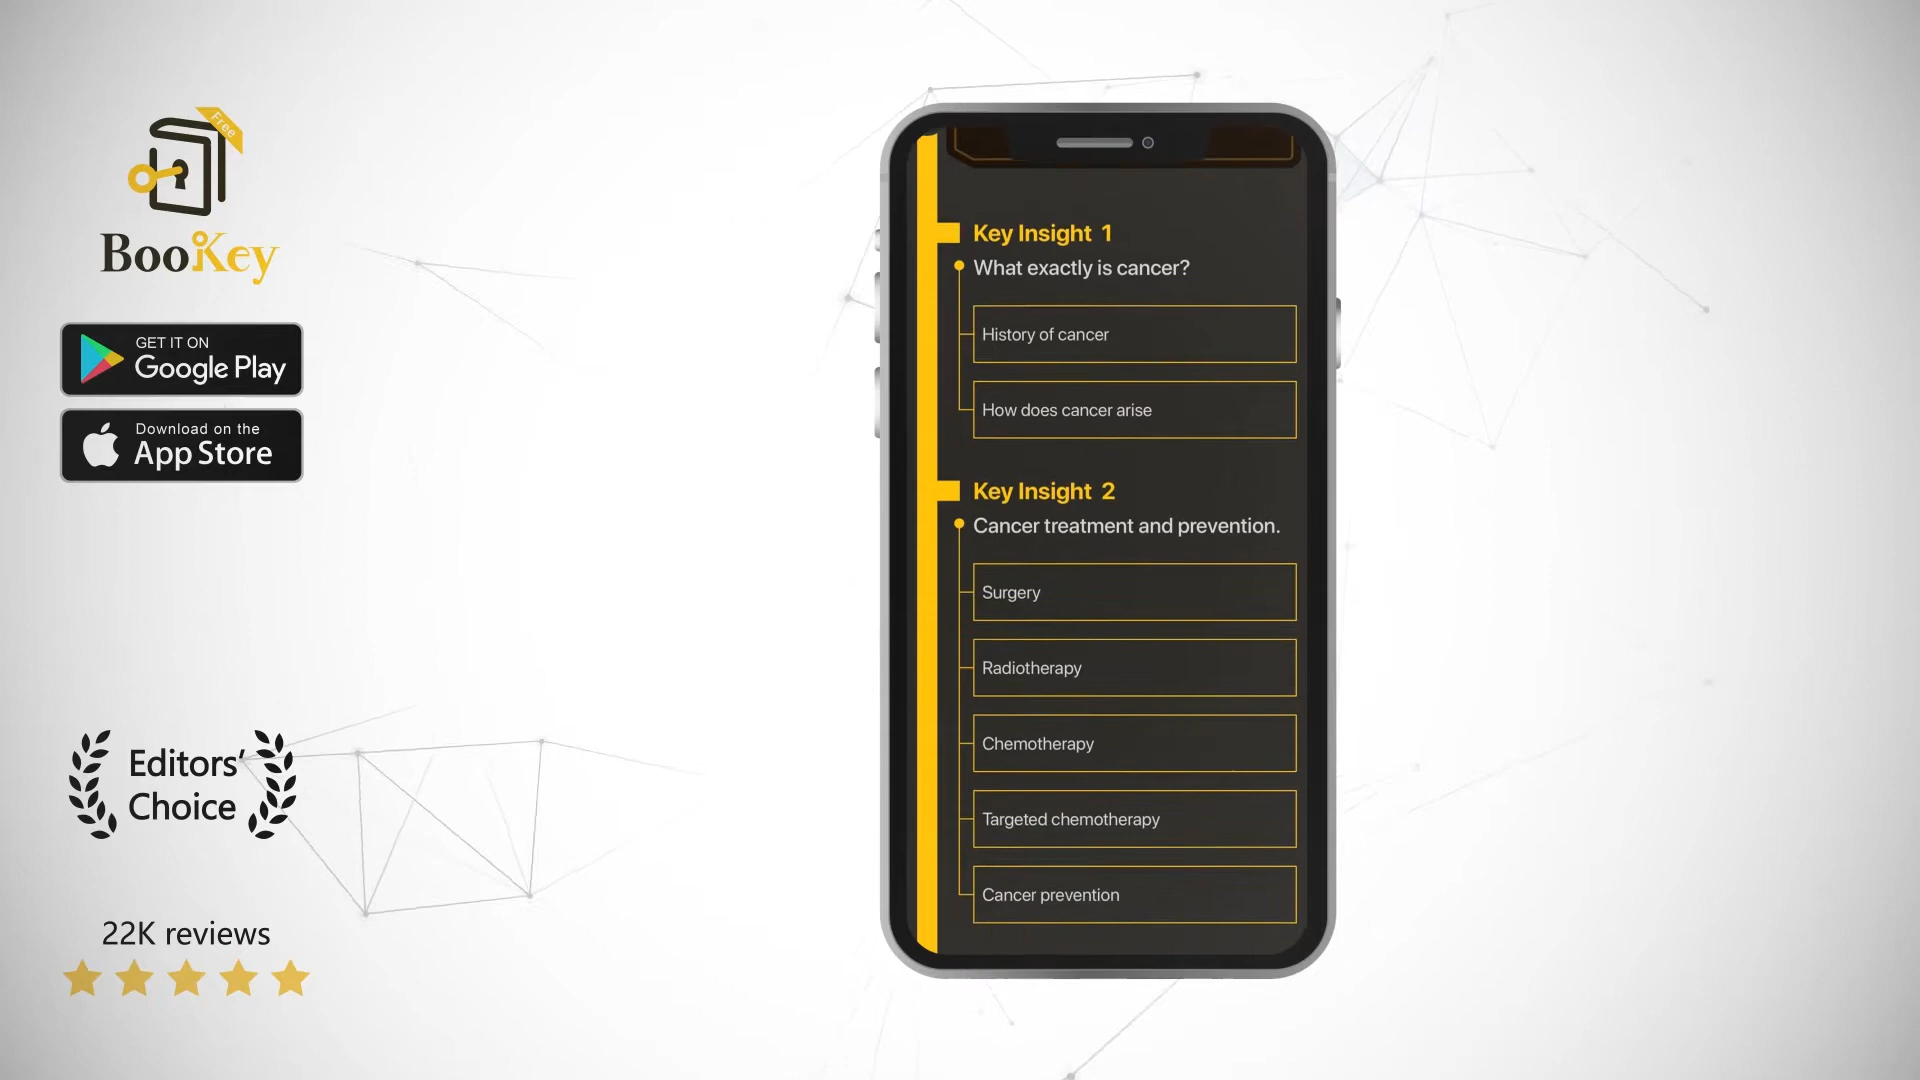 Free
BooKey
GET IT ON
Google Play
Download on the
App Store
Editors'
Choice
22K reviews
Key Insight 1
What exactly is cancer?
History of cancer
How does cancer arise
Key Insight 2
Cancer treatment and prevention.
Surgery
Radiotherapy
Chemotherapy
Targeted chemotherapy
Cancer prevention